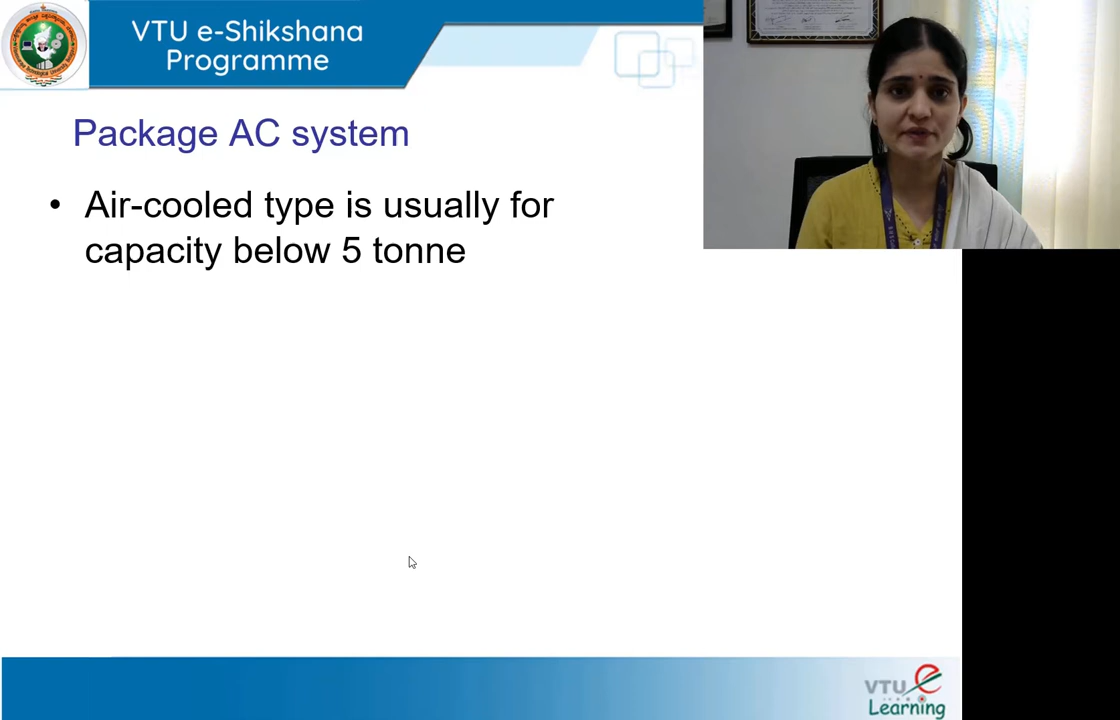 VTU e-Shikshana
Programme
Package AC system
• Air-cooled type is usually for
capacity below 5 tonne
VTU e
Learning